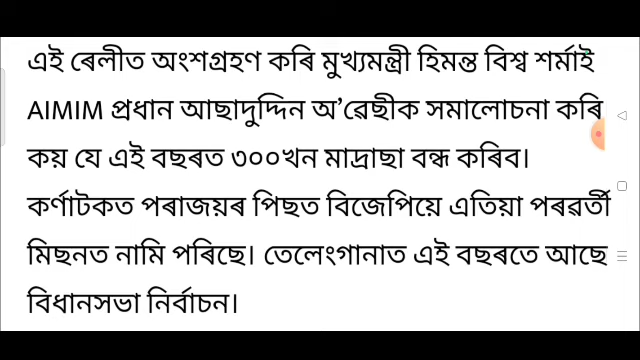 এই ৰেলীত অংশগ্ৰহণ কৰি মুখ্যমন্ত্ৰী হিমন্ত বিশ্ব শৰ্মাই
AIMIM প্ৰধান আছাদুদ্দিন অ’ৱেছীক সমালোচনা কৰি
কয় যে এই বছৰত ৩০০খন মাদ্ৰাছা বন্ধ কৰিব।
কৰ্ণাটকত পৰাজয়ৰ পিছত বিজেপিয়ে এতিয়া পৰৱৰ্তী
মিছনত নামি পৰিছে। তেলেংগানাত এই বছৰতে আছে
বিধানসভা নিৰ্বাচন।